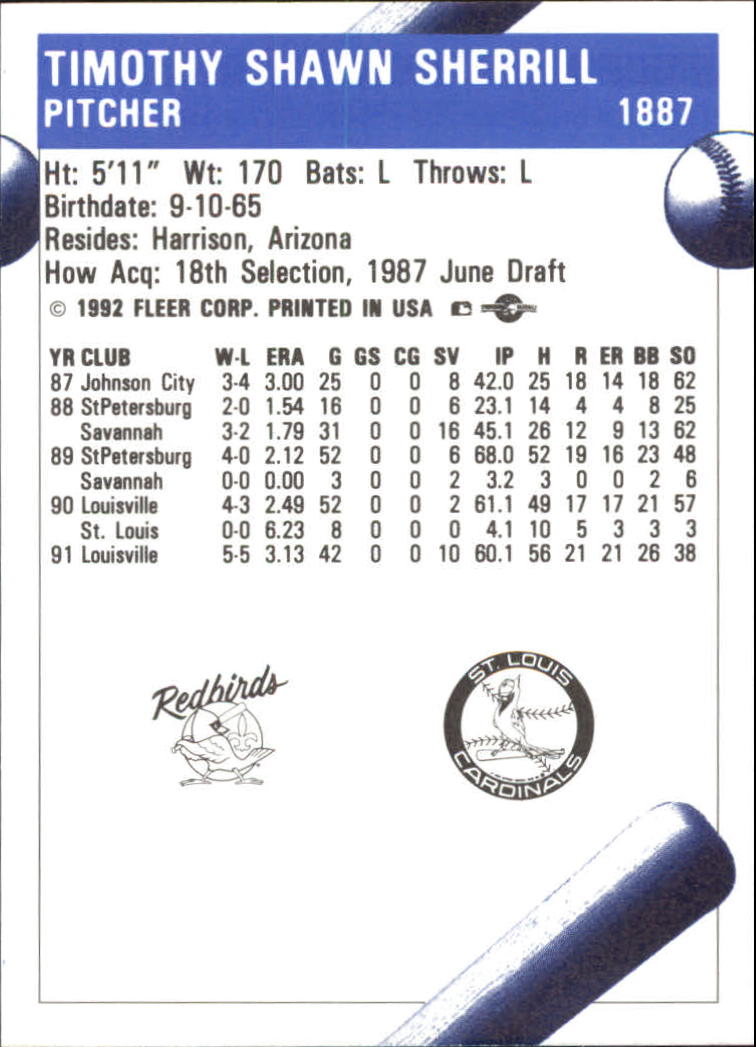 TIMOTHY SHAWN SHERRILL
PITCHER 1887
Ht: 5'11" Wt: 170 Bats: L Throws: L
Birthdate: 9-10-65
Resides: Harrison, Arizona
How Acq: 18th Selection, 1987 June Draft
© 1992 FLEER CORP. PRINTED IN USA
YR CLUB W-L ERA G GS CG SV IP H R ER BB SO
87 Johnson City 3-4 3.00 25 0 0 8 42.0 25 18 14 18 62
88 StPetersburg 2-0 1.54 16 0 0 6 23.1 14 4 4 8 25
Savannah 3-2 1.79 31 0 0 16 45.1 26 12 9 13 62
89 StPetersburg 4-0 2.12 52 0 0 6 68.0 52 19 16 23 48
Savannah 0-0 0.00 3 0 0 2 3.2 3 0 0 2 6
90 Louisville 4-3 2.49 52 0 0 2 61.1 49 17 17 21 57
St. Louis 0-0 6.23 8 0 0 0 4.1 10 5 3 3 3
91 Louisville 5-5 3.13 42 0 0 10 60.1 56 21 21 26 38
Redbirds
ST. LOUIS
CARDINALS